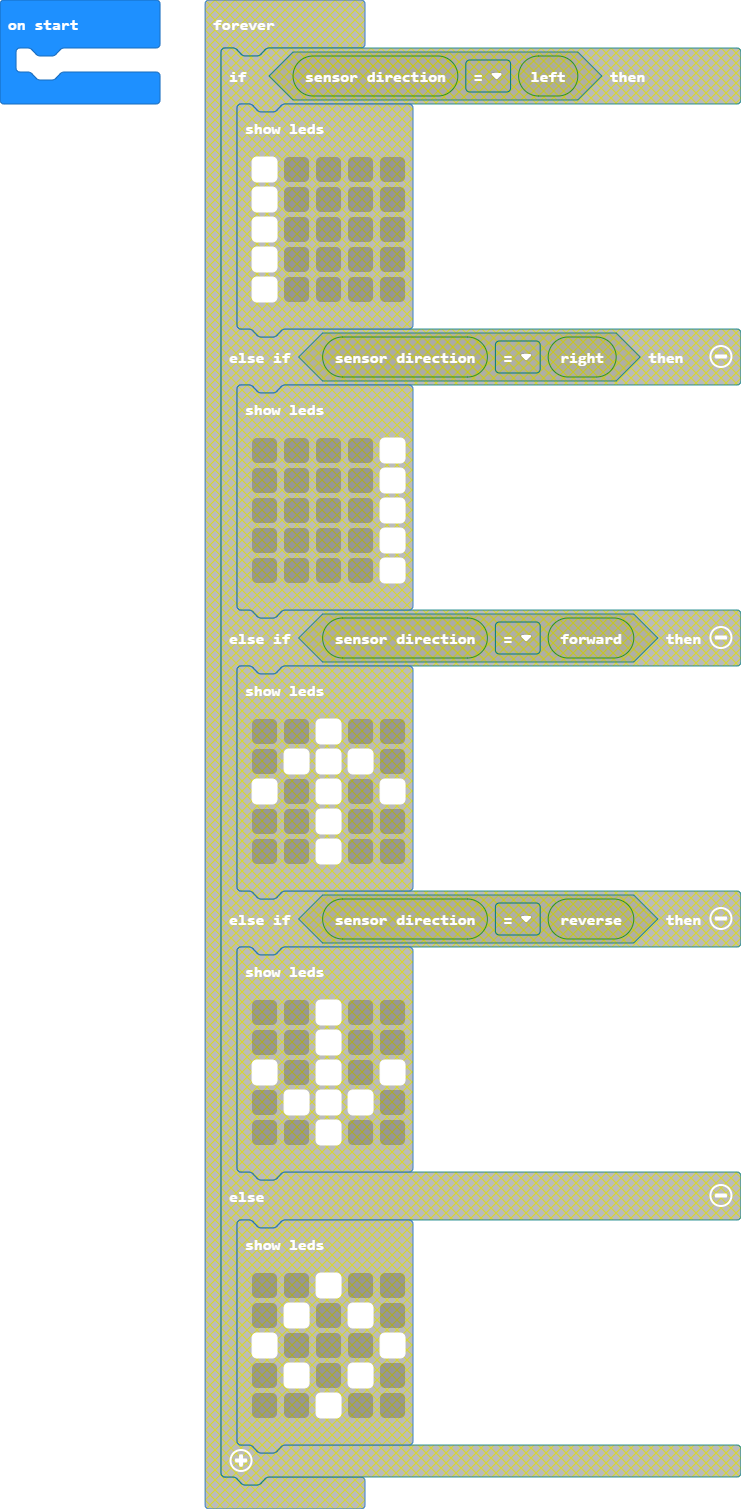 on start
forever
if sensor direction = left then
show leds
else if sensor direction = right then
show leds
else if sensor direction = forward then
show leds
else if sensor direction = reverse then
show leds
else
show leds